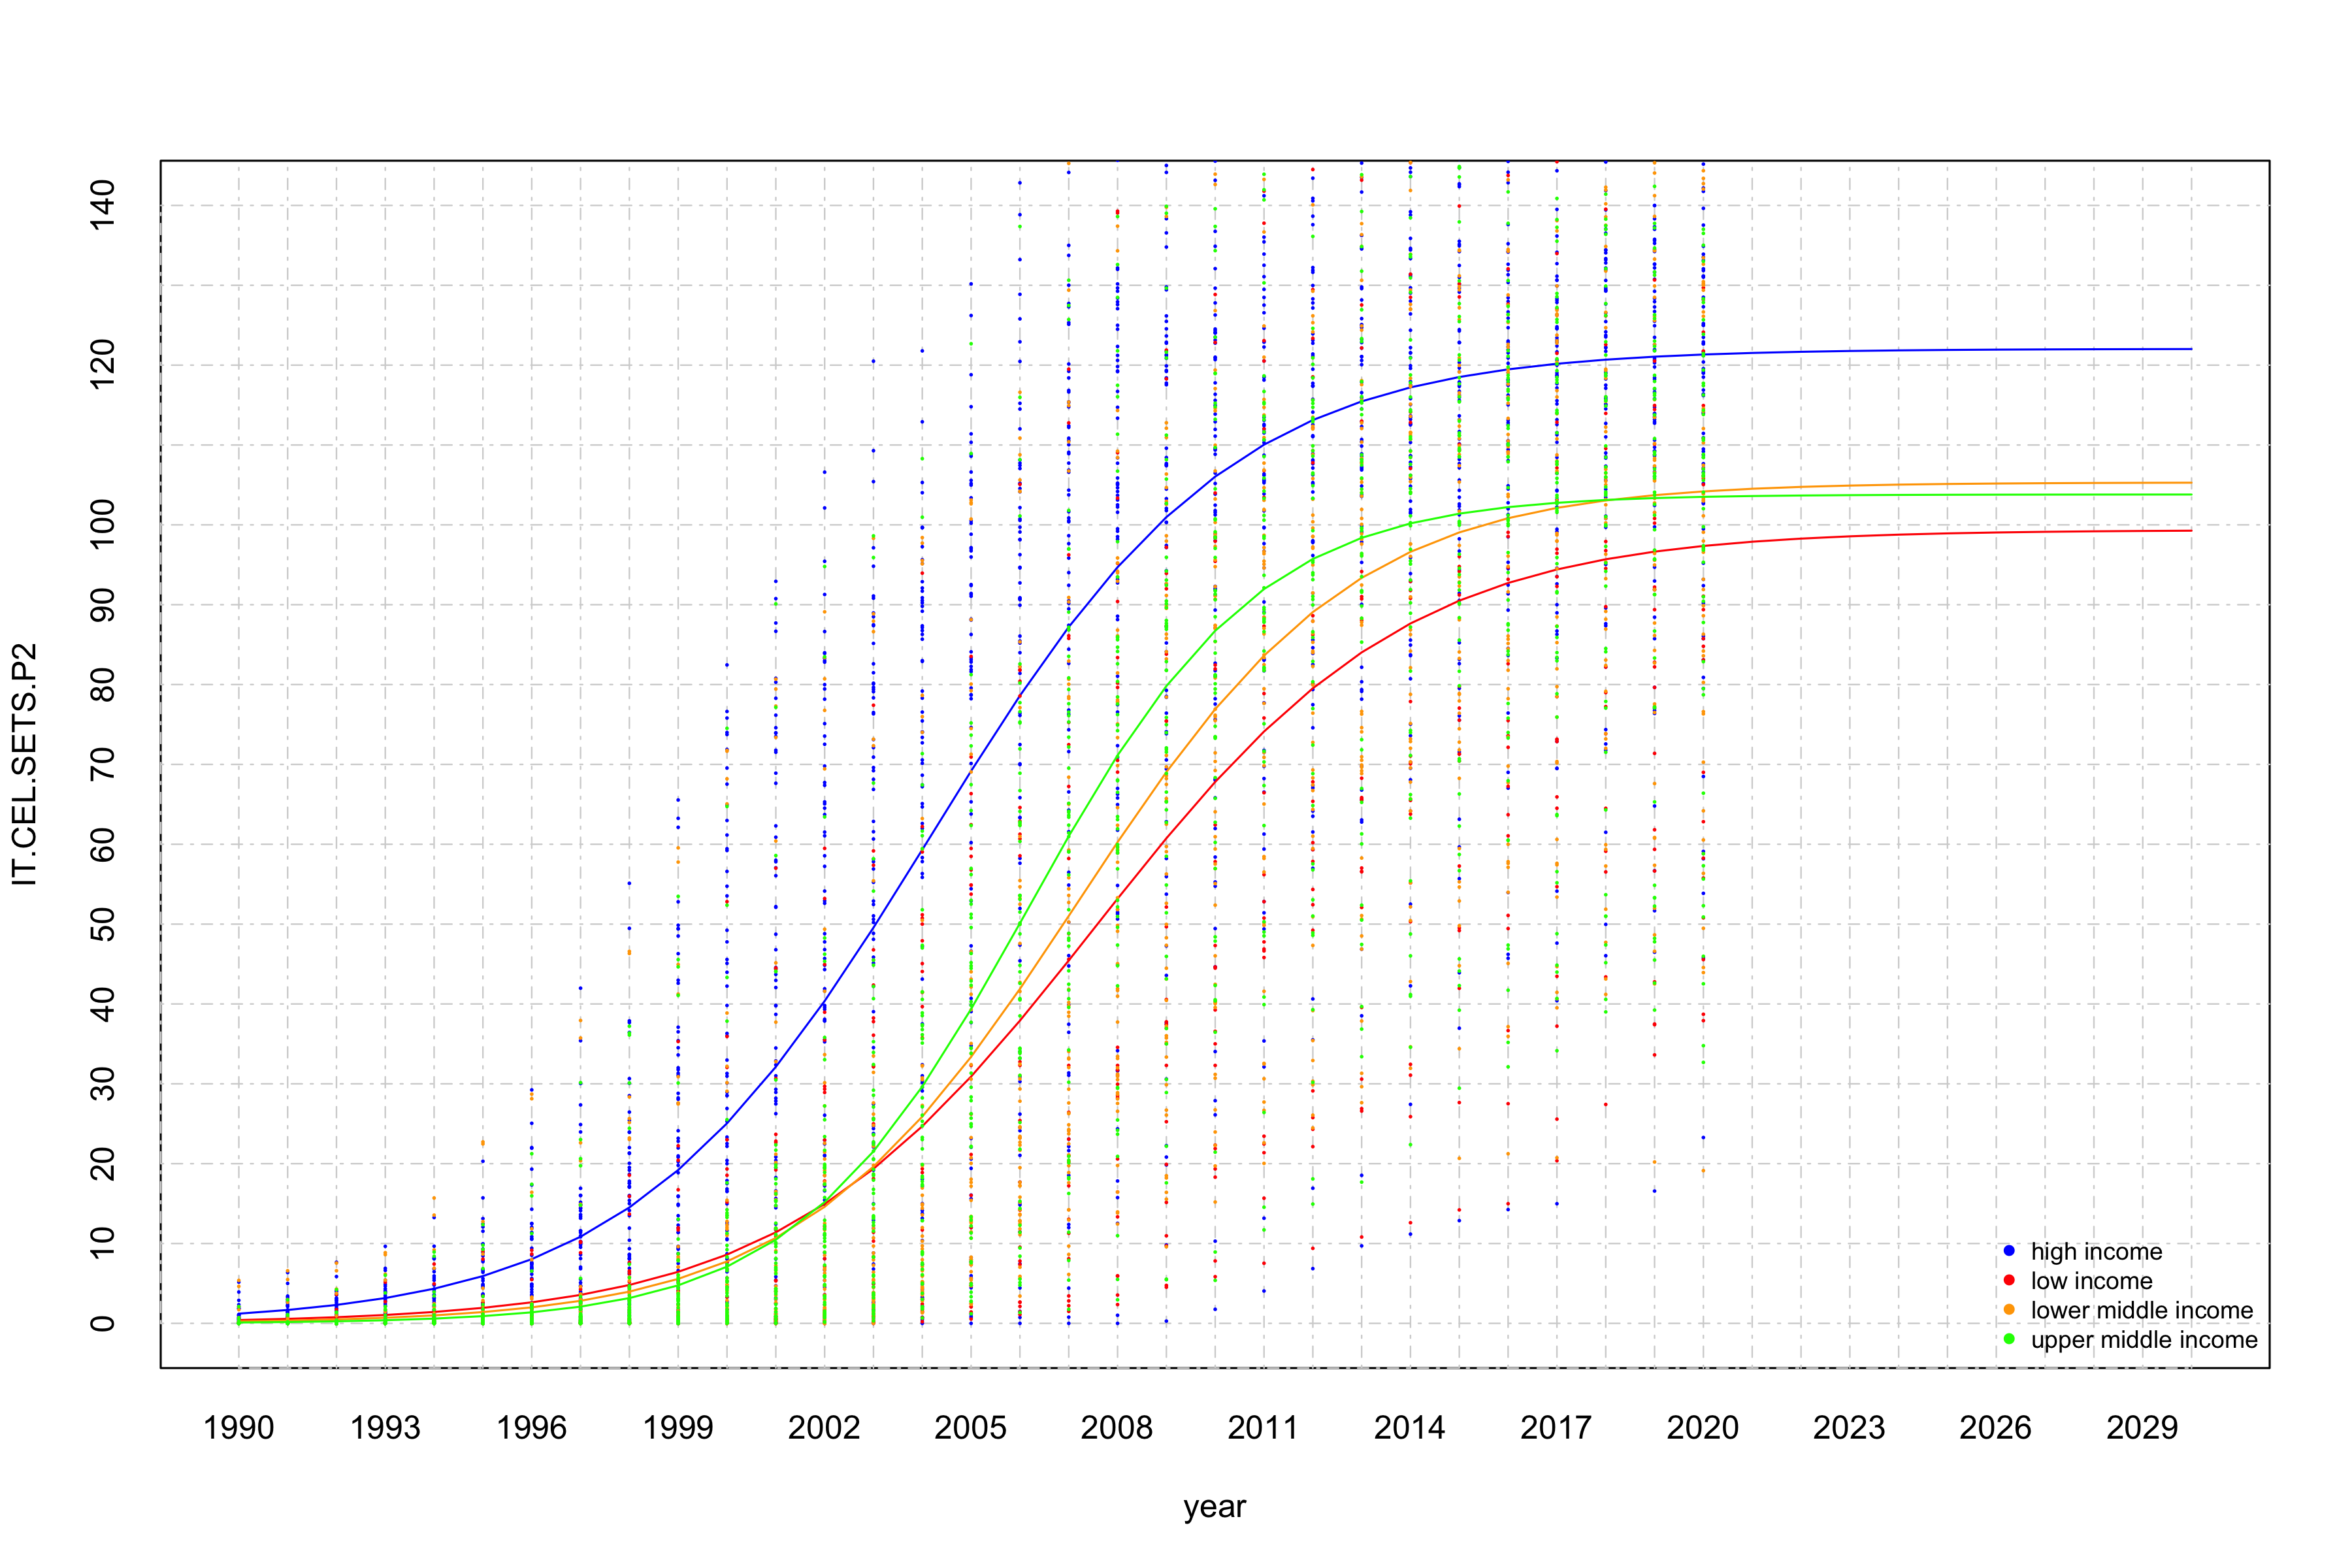 IT.CEL.SETS.P2
140
120
100
90
80
70
60
50
40
30
20
10
0
high income
low income
lower middle income
upper middle income
1990 1993 1996 1999 2002 2005 2008 2011 2014 2017 2020 2023 2026 2029
year